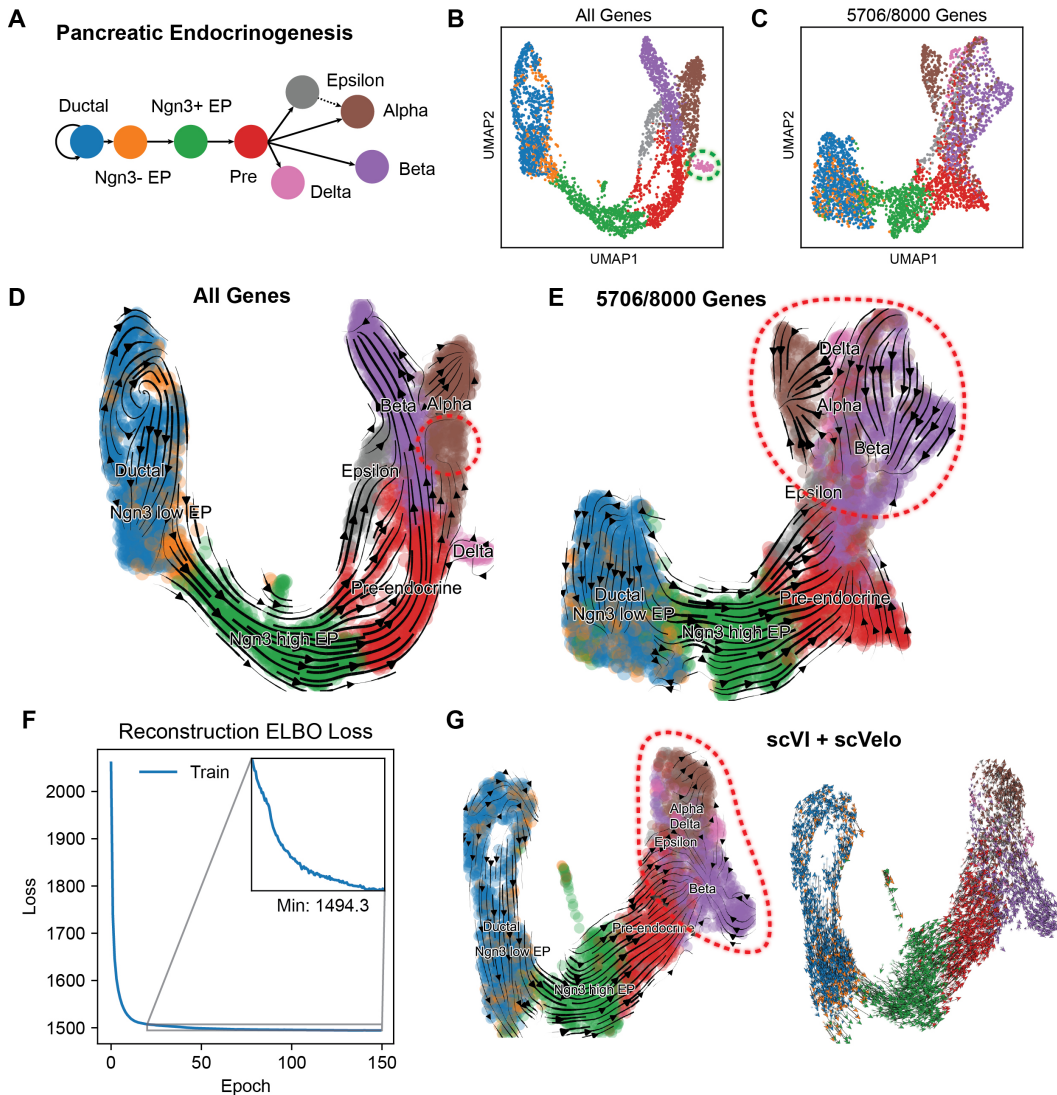 A
Pancreatic Endocrinogenesis
Ductal
Ngn3+ EP
Epsilon
Alpha
Ngn3- EP
Pre
Delta
Beta
B
All Genes
UMAP2
UMAP1
C
5706/8000 Genes
UMAP2
UMAP1
D
All Genes
Beta
Alpha
Epsilon
Ductal
Ngn3 low EP
Delta
Pre-endocrine
Ngn3 high EP
E
5706/8000 Genes
Delta
Alpha
Beta
Epsilon
Ductal
Ngn3 low EP
Pre-endocrine
Ngn3 high EP
F
Reconstruction ELBO Loss
Train
Min: 1494.3
2000
1900
1800
1700
1600
1500
Loss
0
50
100
150
Epoch
G
scVI + scVelo
Alpha
Delta
Epsilon
Beta
Ductal
Pre-endocrine
Ngn3 low EP
Ngn3 high EP